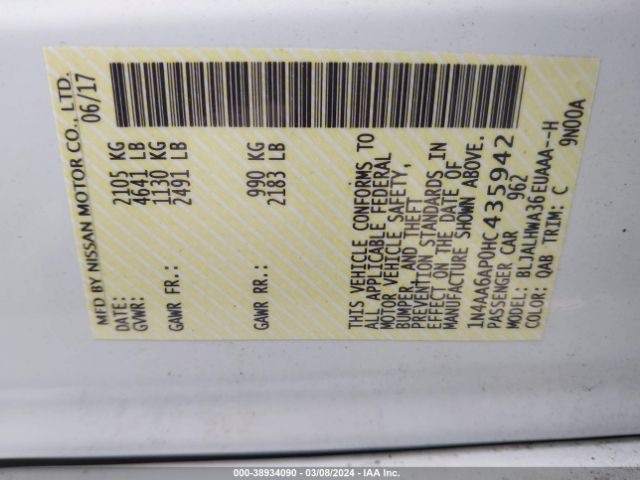 MFD BY NISSAN MOTOR CO., LTD.
DATE: 06/17
GVWR: 2105 KG
4641 LB
GAWR FR.: 1130 KG
2491 LB
GAWR RR.: 990 KG
2183 LB
THIS VEHICLE CONFORMS TO
ALL APPLICABLE FEDERAL
MOTOR VEHICLE SAFETY,
BUMPER, AND THEFT
PREVENTION STANDARDS IN
EFFECT ON THE DATE OF
MANUFACTURE SHOWN ABOVE.
1N4AA6AP0HC435942
PASSENGER CAR 962
MODEL: BLJALHWA36EUAAA--H
COLOR: QAB TRIM: C 9N00A
000-38934090 - 03/08/2024 - IAA Inc.